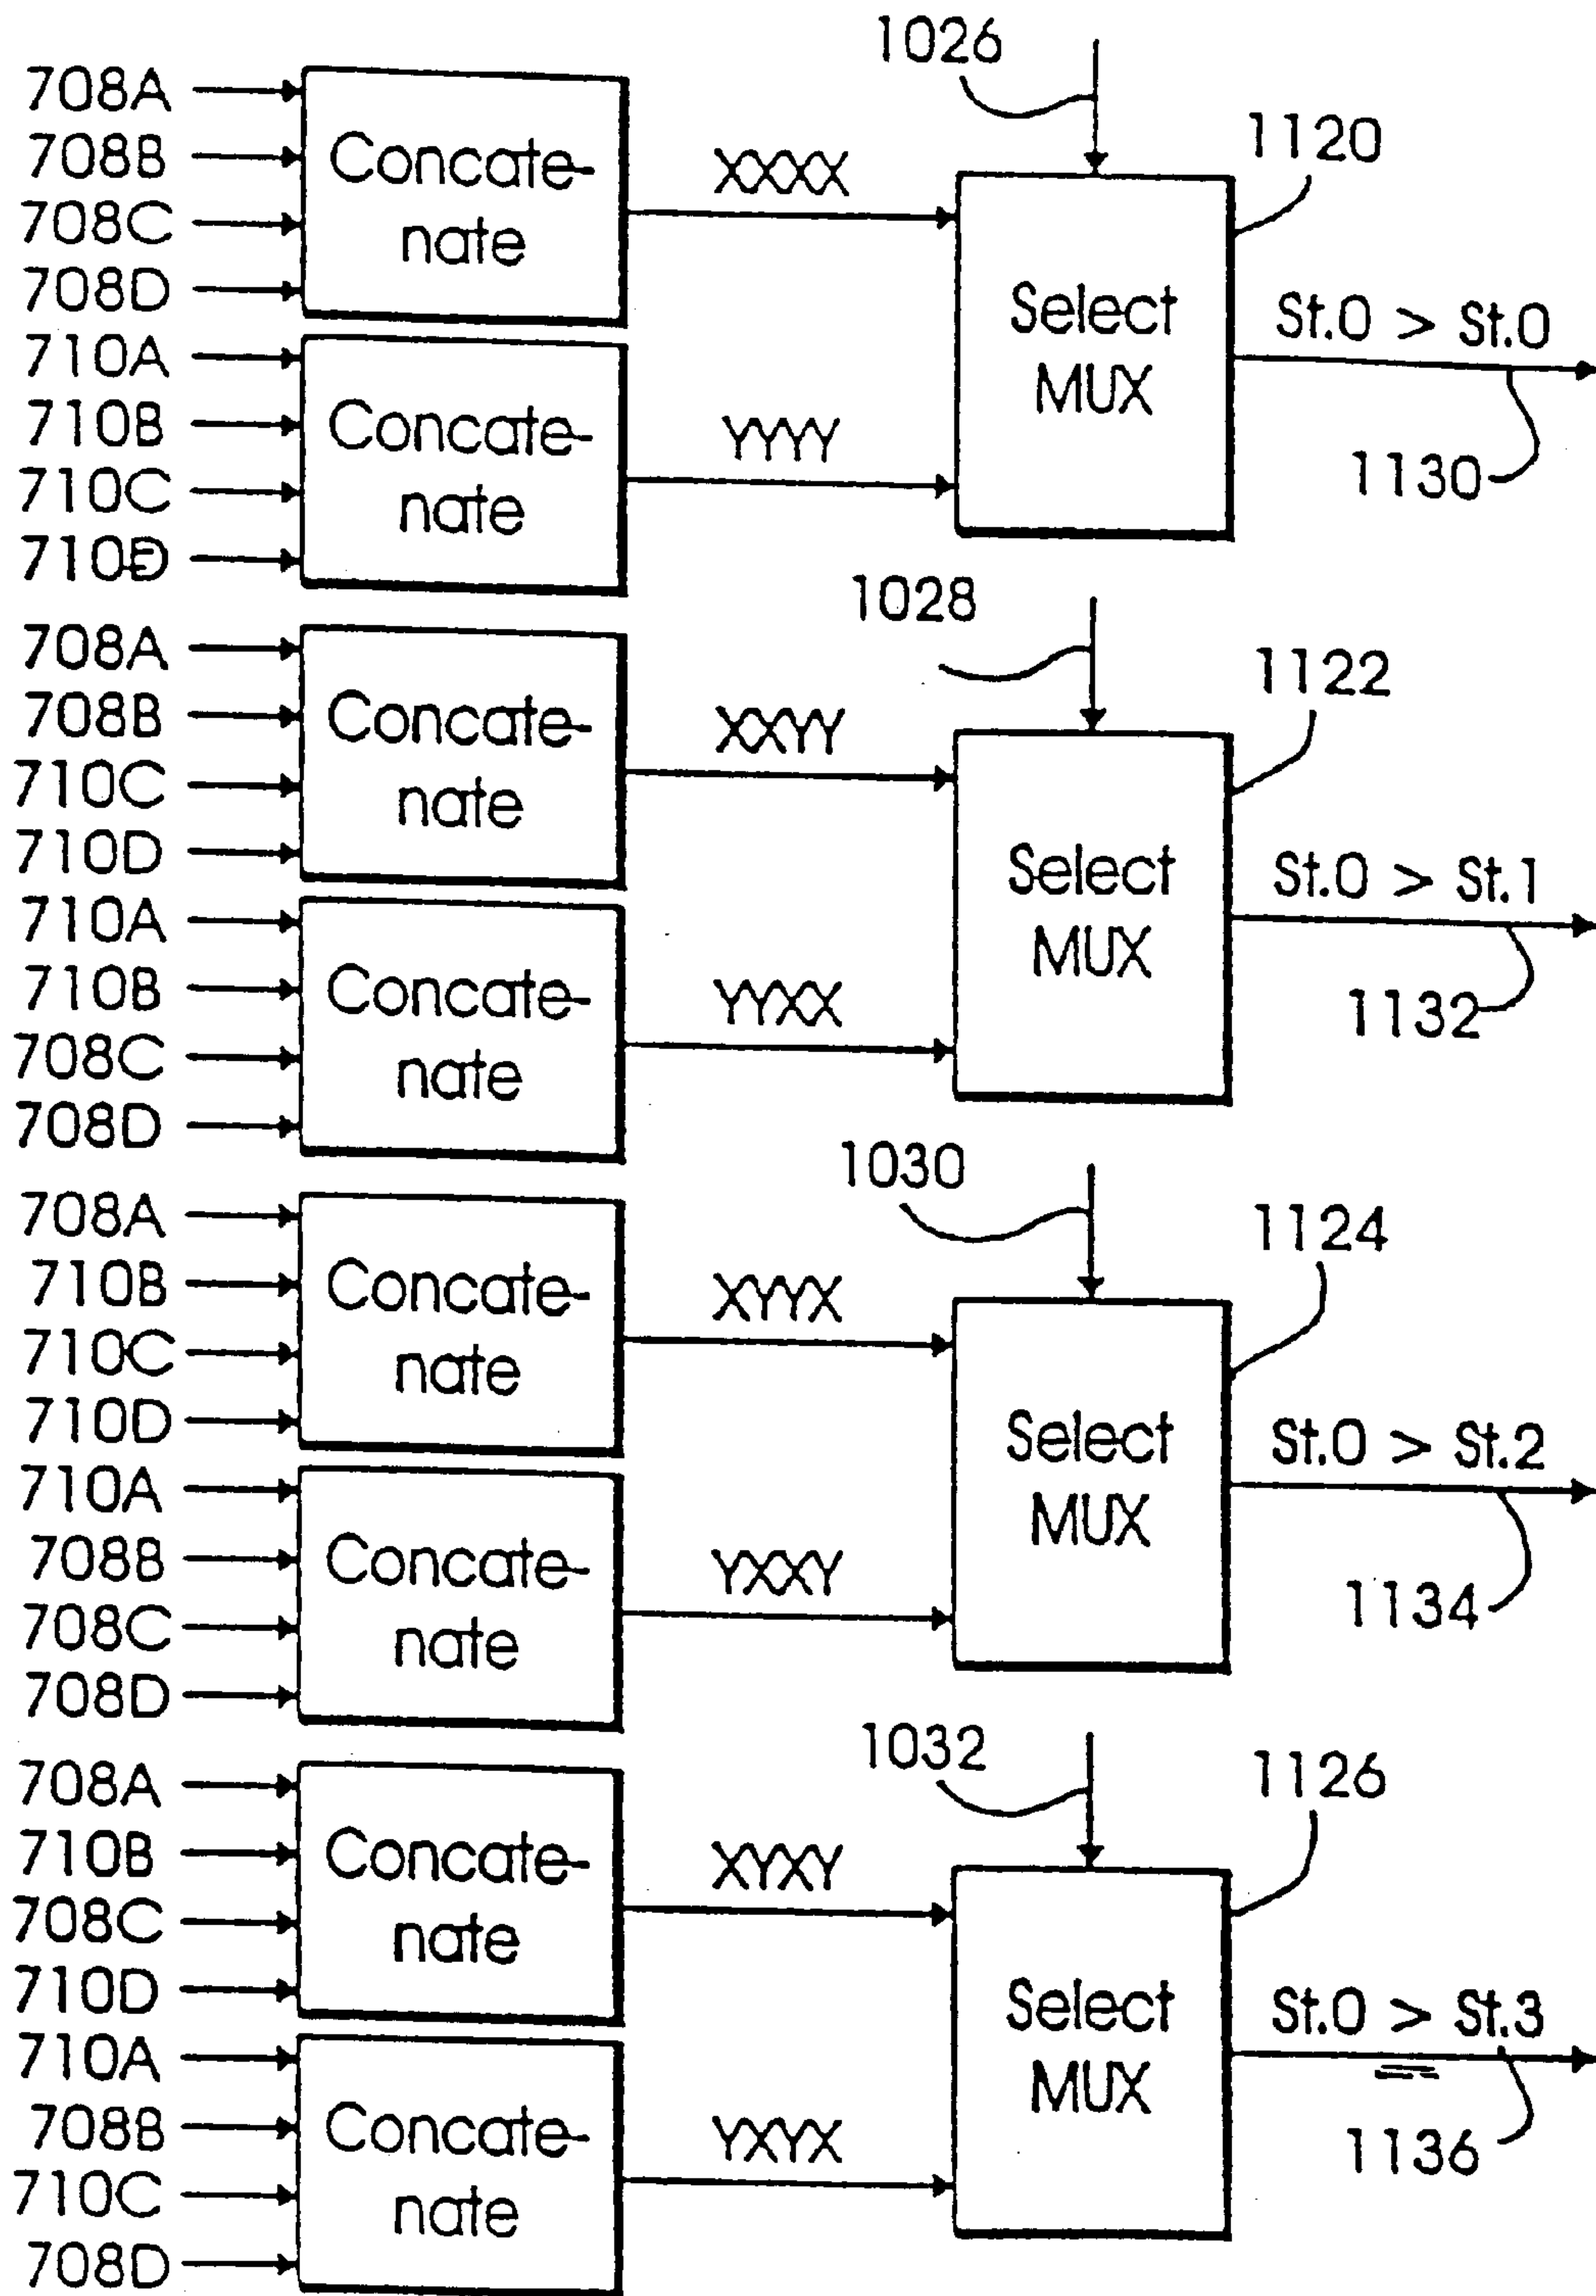 1026
708A
708B
708C
708D
Concate-
nate
XXXX
1120
Select
MUX
St.0 > St.0
1130
710A
710B
710C
710D
Concate-
nate
YYYY
1028
708A
708B
710C
710D
Concate-
nate
XXYY
1122
Select
MUX
St.0 > St.1
1132
710A
710B
708C
708D
Concate-
nate
YYXX
1030
708A
710B
710C
710D
Concate-
nate
XYYX
1124
Select
MUX
St.0 > St.2
1134
710A
708B
708C
708D
Concate-
nate
YXXY
1032
708A
710B
708C
710D
Concate-
nate
XYXY
1126
Select
MUX
St.0 > St.3
1136
710A
708B
710C
708D
Concate-
nate
YXYX